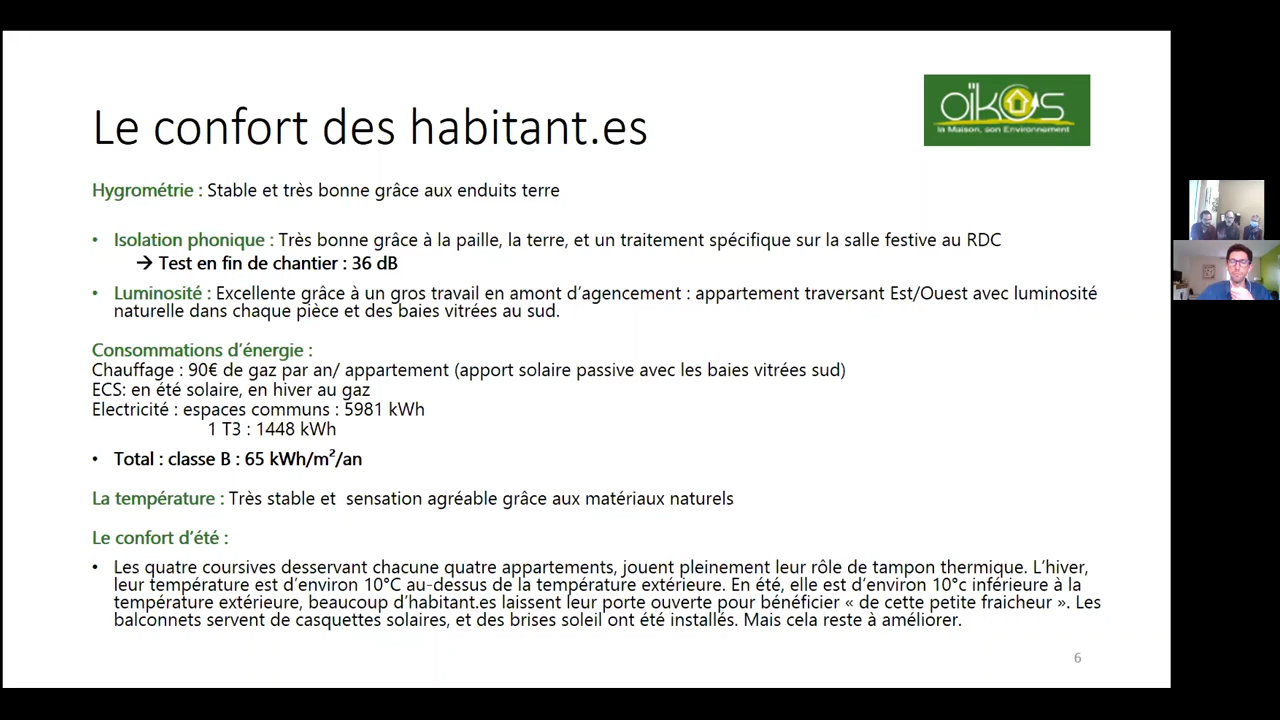 Le confort des habitant.es
oïkos
la Maison, son Environnement
Hygrométrie : Stable et très bonne grâce aux enduits terre
• Isolation phonique : Très bonne grâce à la paille, la terre, et un traitement spécifique sur la salle festive au RDC
→ Test en fin de chantier : 36 dB
• Luminosité : Excellente grâce à un gros travail en amont d’agencement : appartement traversant Est/Ouest avec luminosité
naturelle dans chaque pièce et des baies vitrées au sud.
Consommations d’énergie :
Chauffage : 90€ de gaz par an/ appartement (apport solaire passive avec les baies vitrées sud)
ECS: en été solaire, en hiver au gaz
Electricité : espaces communs : 5981 kWh
1 T3 : 1448 kWh
• Total : classe B : 65 kWh/m²/an
La température : Très stable et sensation agréable grâce aux matériaux naturels
Le confort d’été :
• Les quatre coursives desservant chacune quatre appartements, jouent pleinement leur rôle de tampon thermique. L’hiver,
leur température est d’environ 10°C au-dessus de la température extérieure. En été, elle est d’environ 10°c inférieure à la
température extérieure, beaucoup d’habitant.es laissent leur porte ouverte pour bénéficier « de cette petite fraicheur ». Les
balconnets servent de casquettes solaires, et des brises soleil ont été installés. Mais cela reste à améliorer.
6